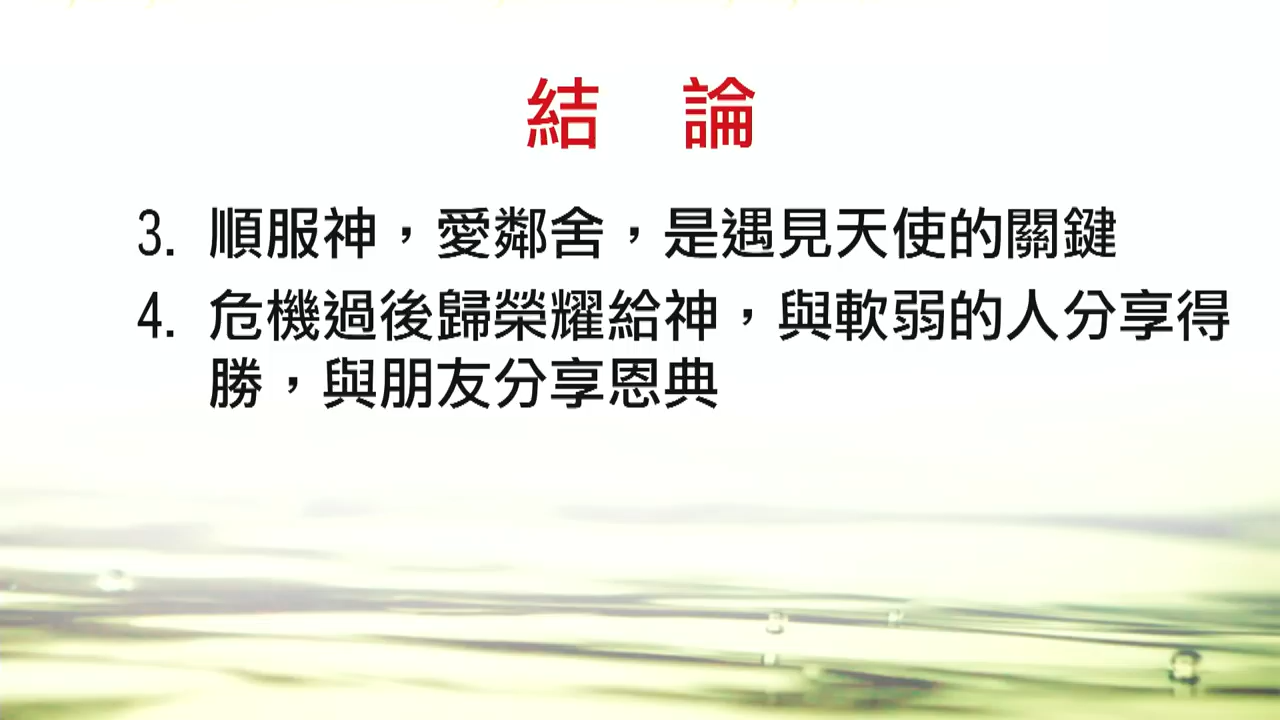 結 論
3. 順服神，愛鄰舍，是遇見天使的關鍵
4. 危機過後歸榮耀給神，與軟弱的人分享得
勝，與朋友分享恩典